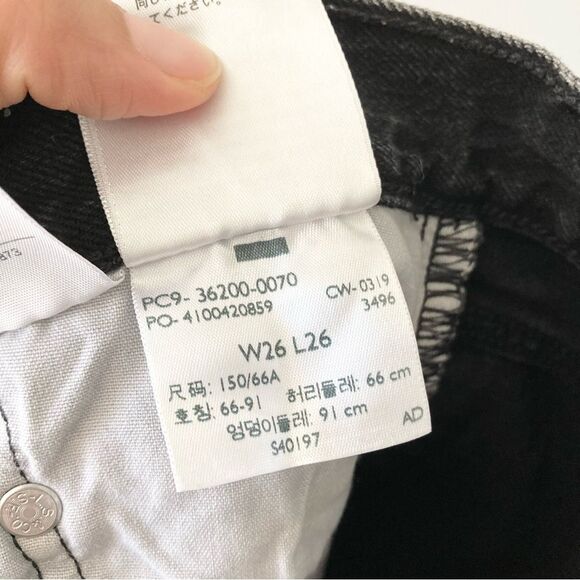 てください。
873
PC9- 36200-0070 CW-0319
PO- 4100420859 3496
W26 L26
尺码: 150/66A 허리둘레: 66 cm
호칭: 66-91
엉덩이둘레: 91 cm AD
S40197